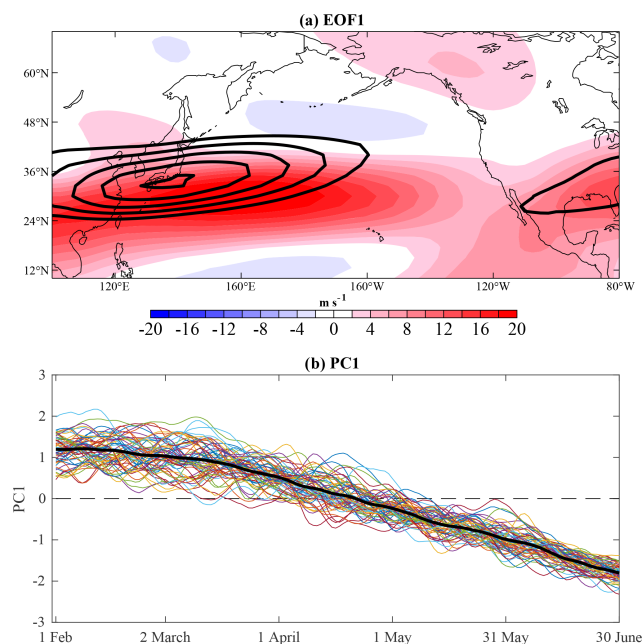 (a) EOF1
60°N
48°N
36°N
24°N
12°N
120°E 160°E 160°W 120°W 80°W
m s⁻¹
-20 -16 -12 -8 -4 0 4 8 12 16 20
(b) PC1
3
2
1
0
-1
-2
-3
PC1
1 Feb 2 March 1 April 1 May 31 May 30 June